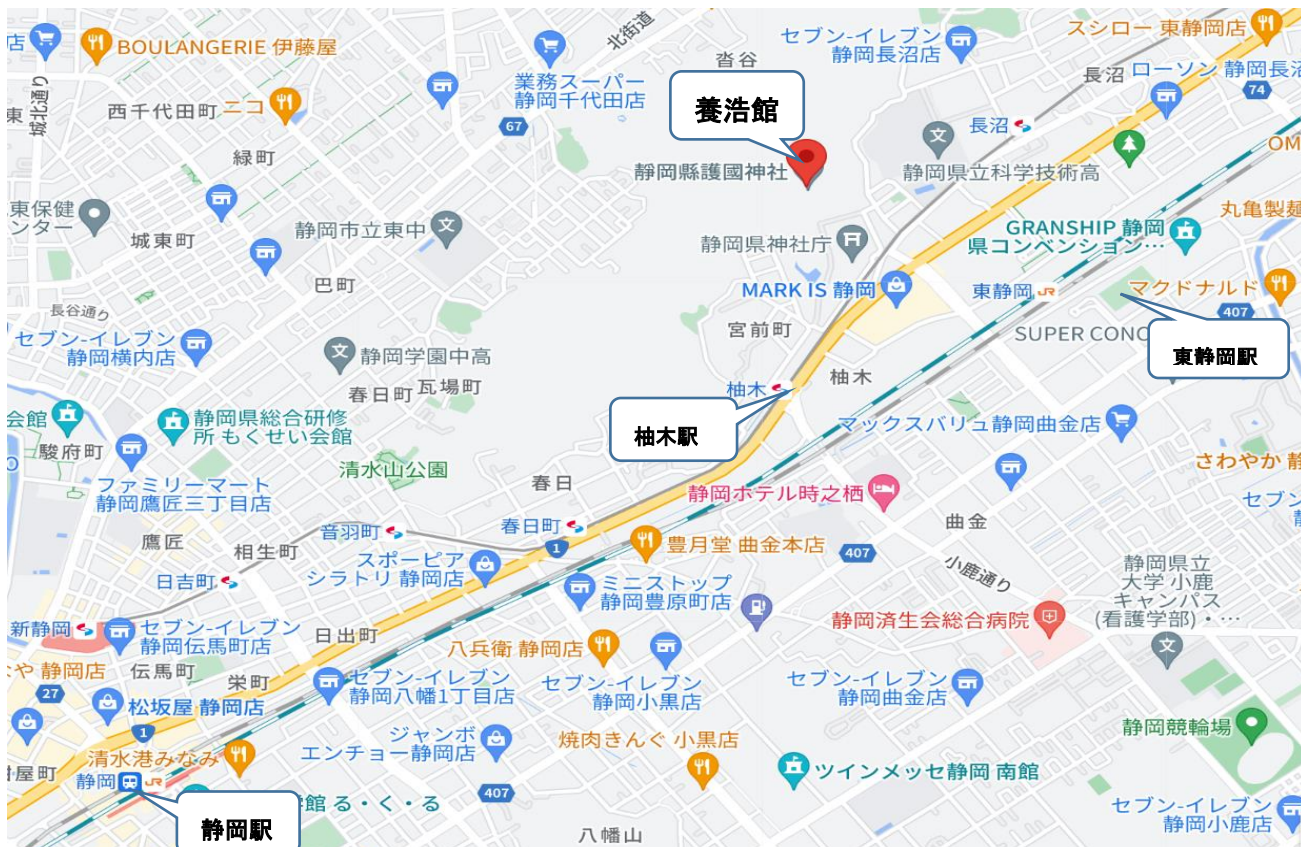 店
BOULANGERIE 伊藤屋
北街道
セブン-イレブン
静岡長沼店
スシロー 東静岡店
城北通り
東
西千代田町
ニコ
業務スーパー
静岡千代田店
沓谷
長沼
ローソン 静岡長沼
74
67
養浩館
長沼
緑町
静岡縣護國神社
静岡県立科学技術高
OM
東保健
ンター
城東町
静岡市立東中
静岡県神社庁
GRANSHIP 静岡
県コンベンション…
丸亀製麺
巴町
MARK IS 静岡
東静岡 JR
マクドナルド
407
長谷通り
セブン-イレブン
静岡横内店
静岡学園中高
宮前町
SUPER CONC
東静岡駅
春日町
瓦場町
柚木
柚木
会館
静岡県総合研修
所 もくせい会館
柚木駅
マックスバリュ静岡曲金店
駿府町
清水山公園
さわやか 静
ファミリーマート
静岡鷹匠三丁目店
春日
静岡ホテル時之栖
セブ
曲金
鷹匠
相生町
音羽町
春日町
1
豊月堂 曲金本店
407
小鹿通り
静岡県立
大学 小鹿
キャンパス
(看護学部)・…
日吉町
スポーピア
シラトリ 静岡店
ミニストップ
静岡豊原町店
静岡済生会総合病院
新静岡
セブン-イレブン
静岡伝馬町店
日出町
八兵衛 静岡店
や 静岡店
伝馬町
栄町
27
セブン-イレブン
静岡八幡1丁目店
セブン-イレブン
静岡小黒店
セブン-イレブン
静岡曲金店
松坂屋 静岡店
1
ジャンボ
エンチョー静岡店
焼肉きんぐ 小黒店
静岡競輪場
清水港みなみ
屋町
静岡 JR
ツインメッセ静岡 南館
館 る・く・る
407
静岡駅
八幡山
セブン-イレブン
静岡小鹿店